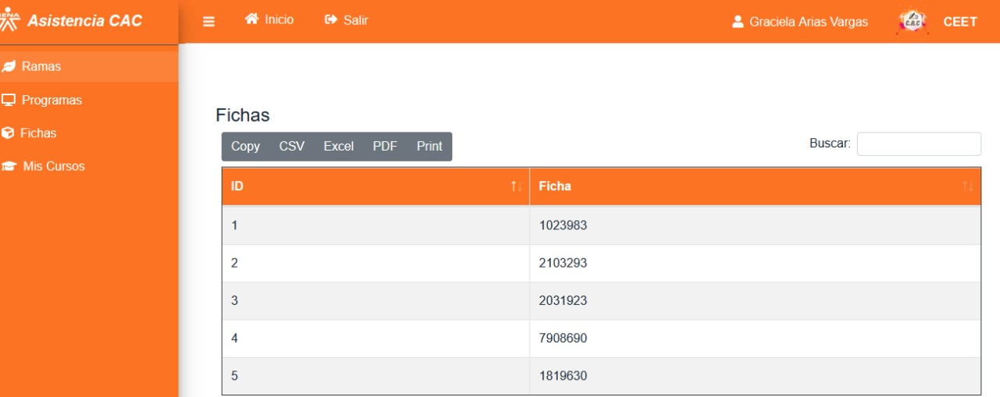 SENA
Asistencia CAC
Inicio
Salir
Graciela Arias Vargas
C.A.C
CEET
Ramas
Programas
Fichas
Mis Cursos
Fichas
Copy CSV Excel PDF Print
Buscar:
ID Ficha
1 1023983
2 2103293
3 2031923
4 7908690
5 1819630